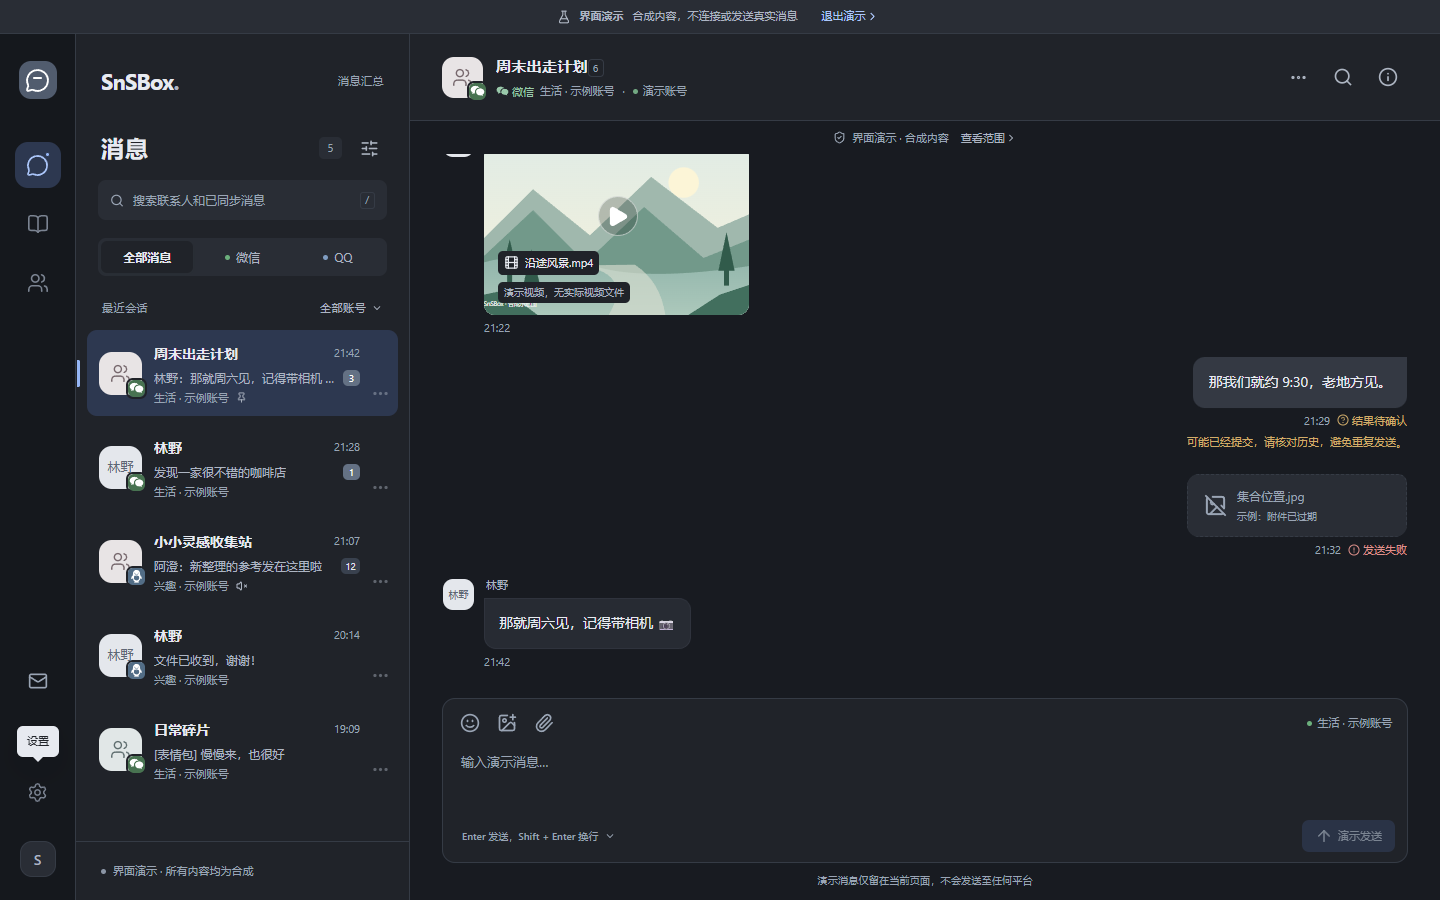 界面演示 合成内容，不连接或发送真实消息 退出演示
SnSBox.
消息汇总
消息
5
搜索联系人和已同步消息
/
全部消息
微信
QQ
最近会话
全部账号
周末出走计划
21:42
林野：那就周六见，记得带相机 ...
3
生活 · 示例账号
林野
林野
21:28
发现一家很不错的咖啡店
1
生活 · 示例账号
小小灵感收集站
21:07
阿澄：新整理的参考发在这里啦
12
兴趣 · 示例账号
林野
林野
20:14
文件已收到，谢谢！
兴趣 · 示例账号
日常碎片
19:09
[表情包] 慢慢来，也很好
生活 · 示例账号
设置
S
界面演示 · 所有内容均为合成
周末出走计划
6
微信 生活 · 示例账号 · 演示账号
界面演示 · 合成内容 查看范围
沿途风景.mp4
演示视频，无实际视频文件
21:22
那我们就约 9:30，老地方见。
21:29 结果待确认
可能已经提交，请核对历史，避免重复发送。
集合位置.jpg
示例：附件已过期
21:32 发送失败
林野
林野
那就周六见，记得带相机 📷
21:42
生活 · 示例账号
输入演示消息...
Enter 发送，Shift + Enter 换行
演示发送
演示消息仅留在当前页面，不会发送至任何平台